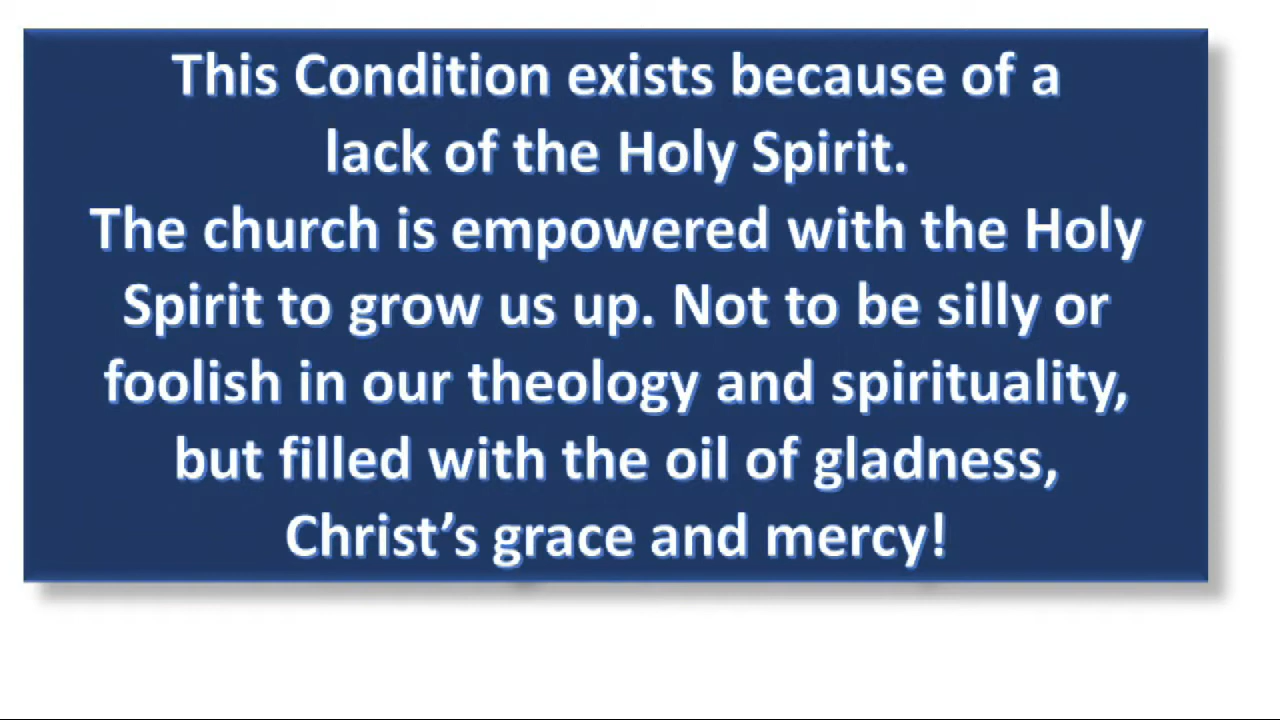 This Condition exists because of a
lack of the Holy Spirit.
The church is empowered with the Holy
Spirit to grow us up. Not to be silly or
foolish in our theology and spirituality,
but filled with the oil of gladness,
Christ’s grace and mercy!